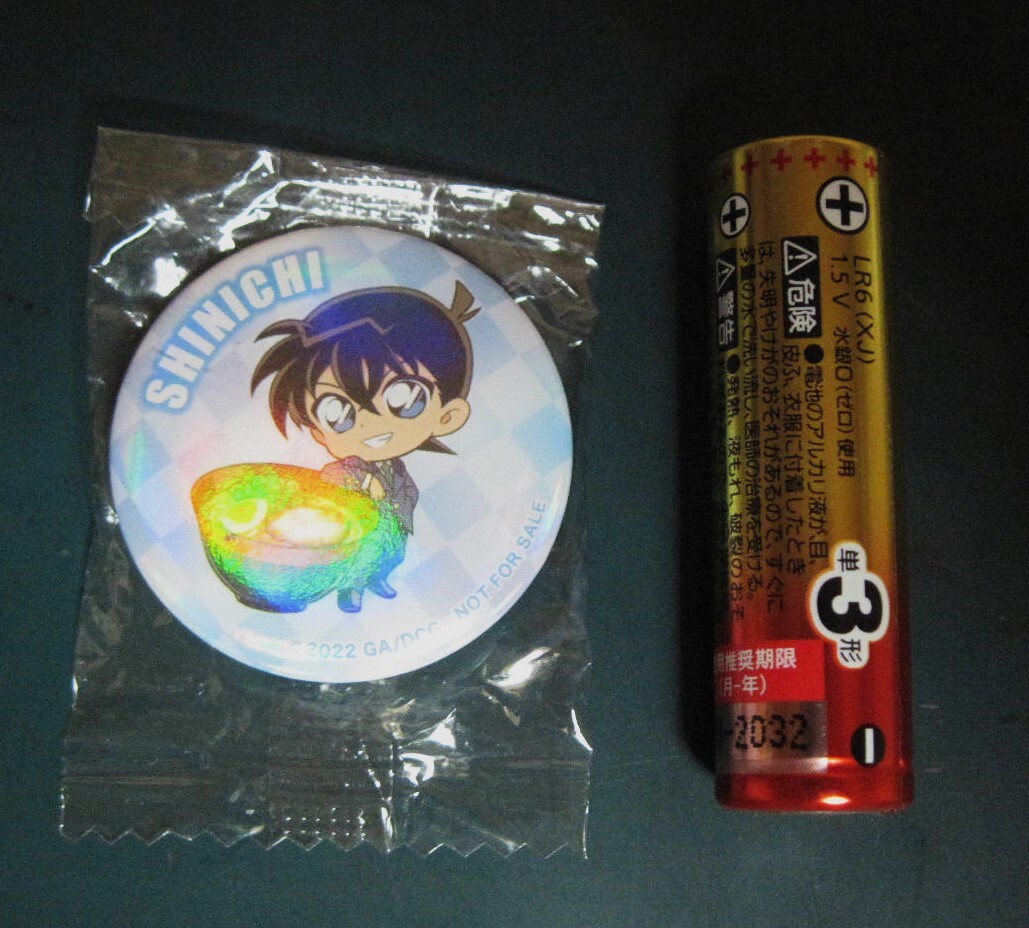 SHINICHI
NOT FOR SALE
2022 GA/DCC
LR6(XJ)
1.5V 水銀0(ゼロ)使用
危険
●電池のアルカリ液が目、
皮ふ、衣服に付着したとき
は、失明やけがのおそれがあるので、すぐに
多量の水で洗い流し、医師の治療を受ける。
警告
●発熱、液もれ、破裂のおそ
単3形
推奨期限
月-年)
-2032